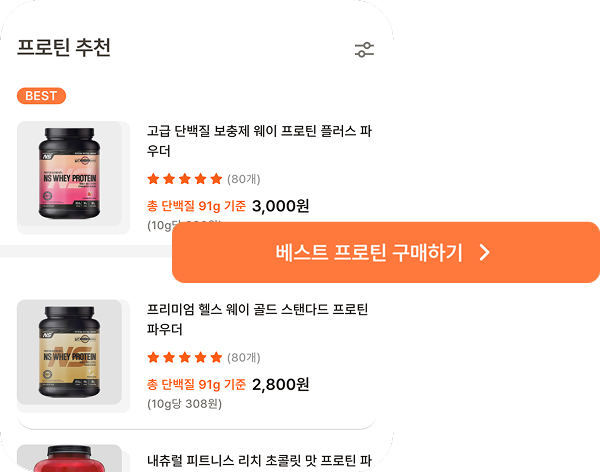 프로틴 추천
BEST
고급 단백질 보충제 웨이 프로틴 플러스 파
우더
(80개)
총 단백질 91g 기준 3,000원
(10g당
베스트 프로틴 구매하기
NS
NS WHEY PROTEIN
프리미엄 헬스 웨이 골드 스탠다드 프로틴
파우더
(80개)
총 단백질 91g 기준 2,800원
(10g당 308원)
NS
NS WHEY PROTEIN
내츄럴 피트니스 리치 초콜릿 맛 프로틴 파